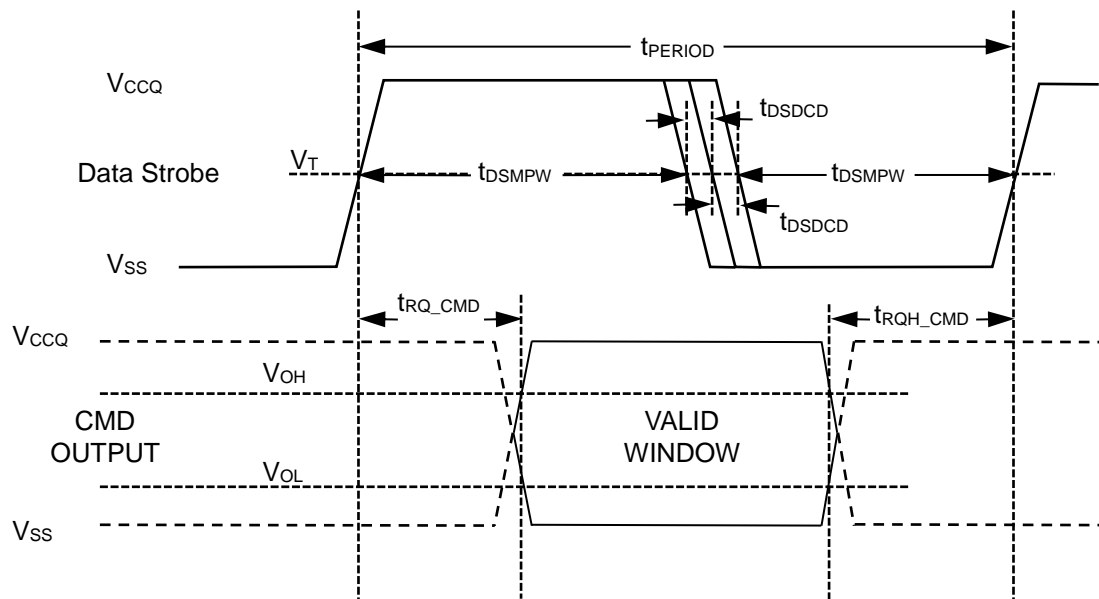 tPERIOD
VCCQ
tDSDCD
VT
Data Strobe
tDSMPW
tDSMPW
tDSDCD
VSS
tRQ_CMD
tRQH_CMD
VCCQ
VOH
CMD
OUTPUT
VALID
WINDOW
VOL
VSS